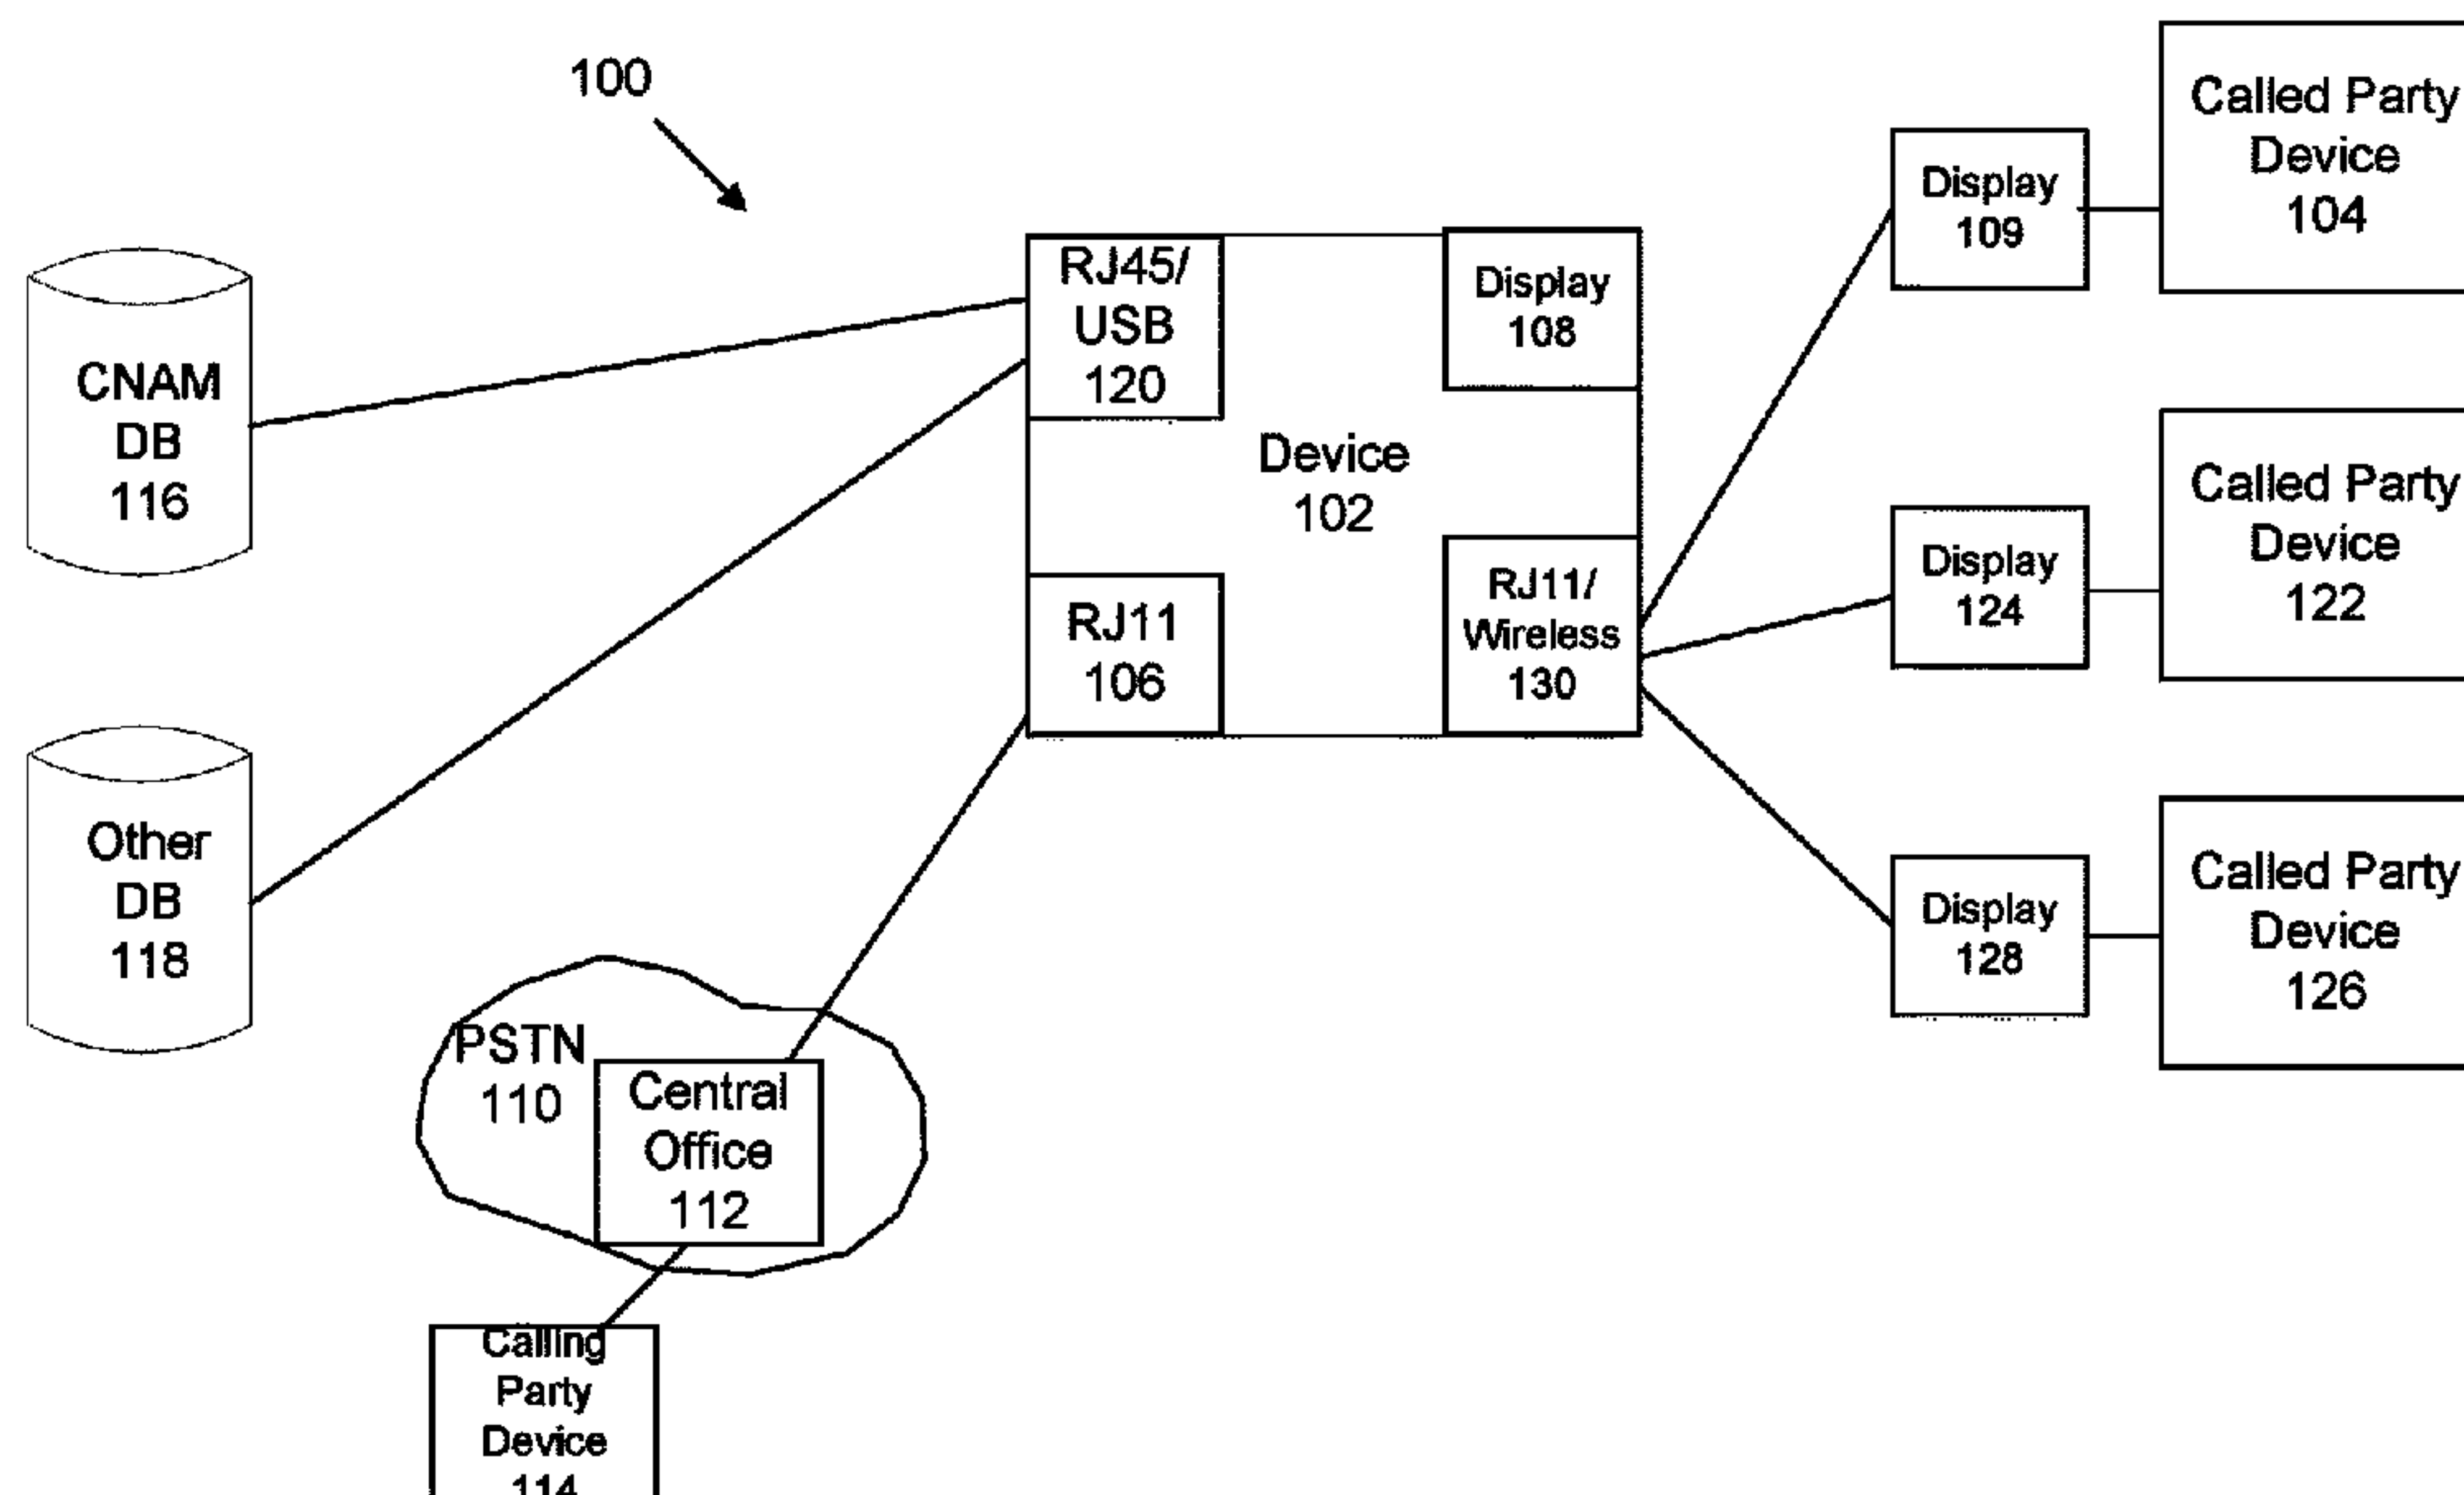 100
CNAM
DB
116
Other
DB
118
RJ45/
USB
120
Display
108
Device
102
RJ11
106
RJ11/
Wireless
130
Display
109
Called Party
Device
104
Display
124
Called Party
Device
122
Display
128
Called Party
Device
126
PSTN
110
Central
Office
112
Calling
Party
Device
114